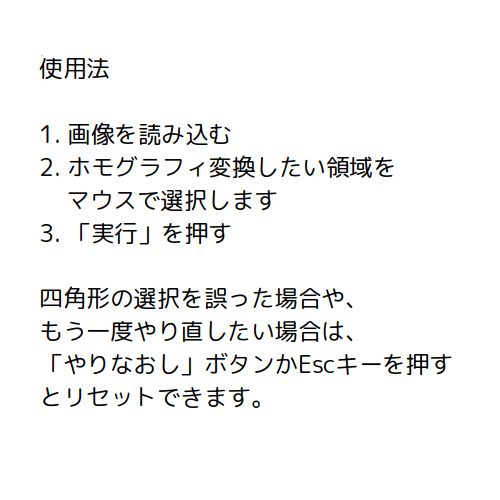 使用法
1. 画像を読み込む
2. ホモグラフィ変換したい領域を
マウスで選択します
3. 「実行」を押す
四角形の選択を誤った場合や、
もう一度やり直したい場合は、
「やりなおし」ボタンかEscキーを押す
とリセットできます。